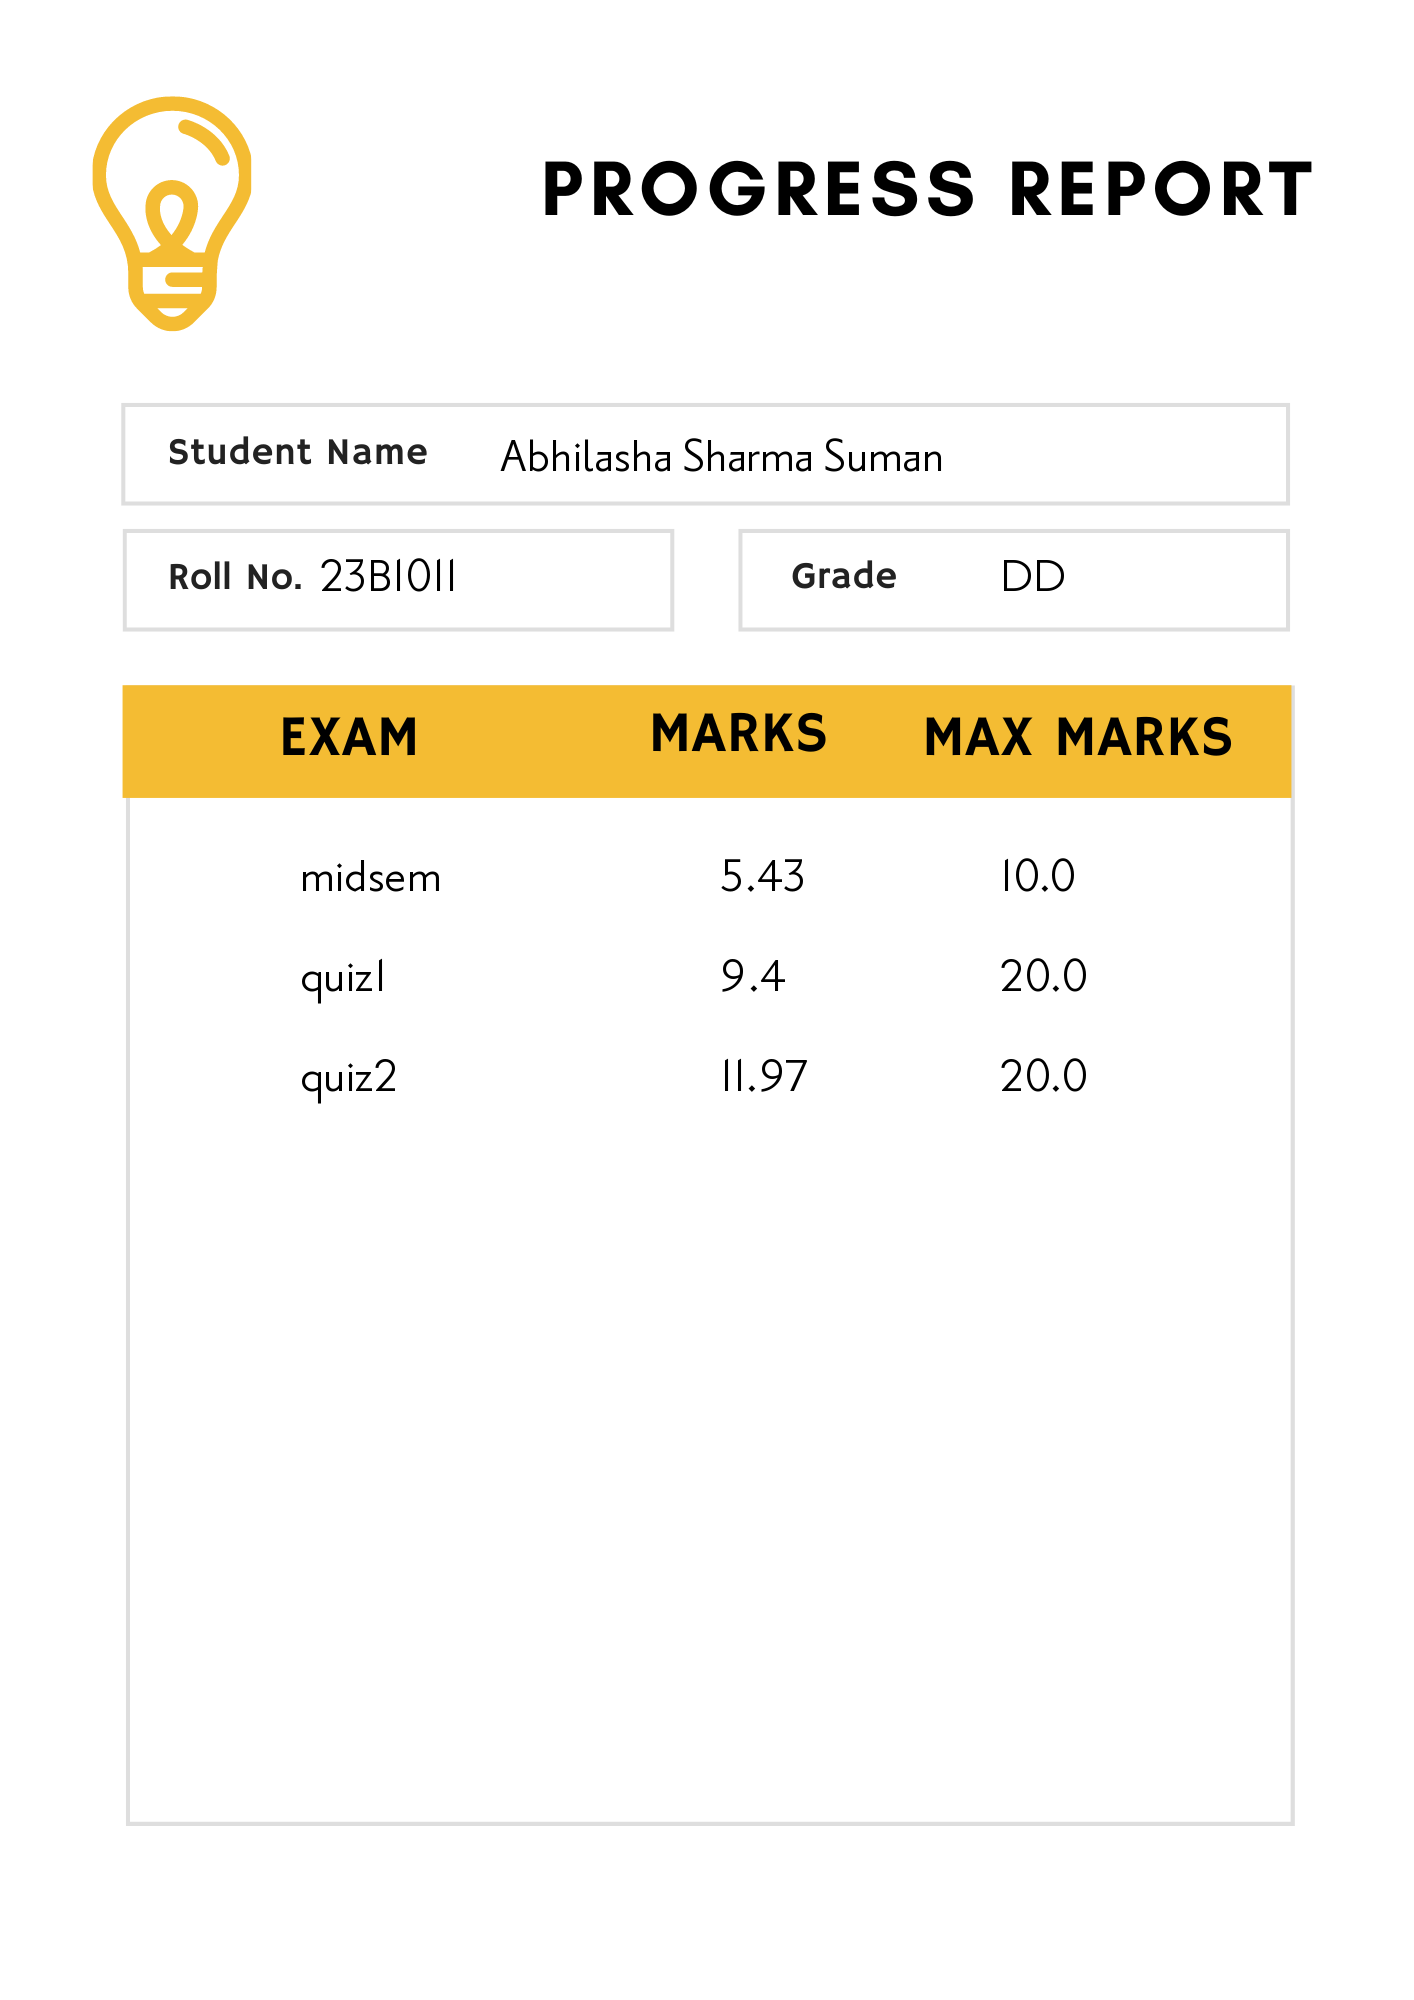 PROGRESS REPORT
Student Name Abhilasha Sharma Suman
Roll No. 23B1011
Grade DD
EXAM MARKS MAX MARKS
midsem 5.43 10.0
quiz1 9.4 20.0
quiz2 11.97 20.0